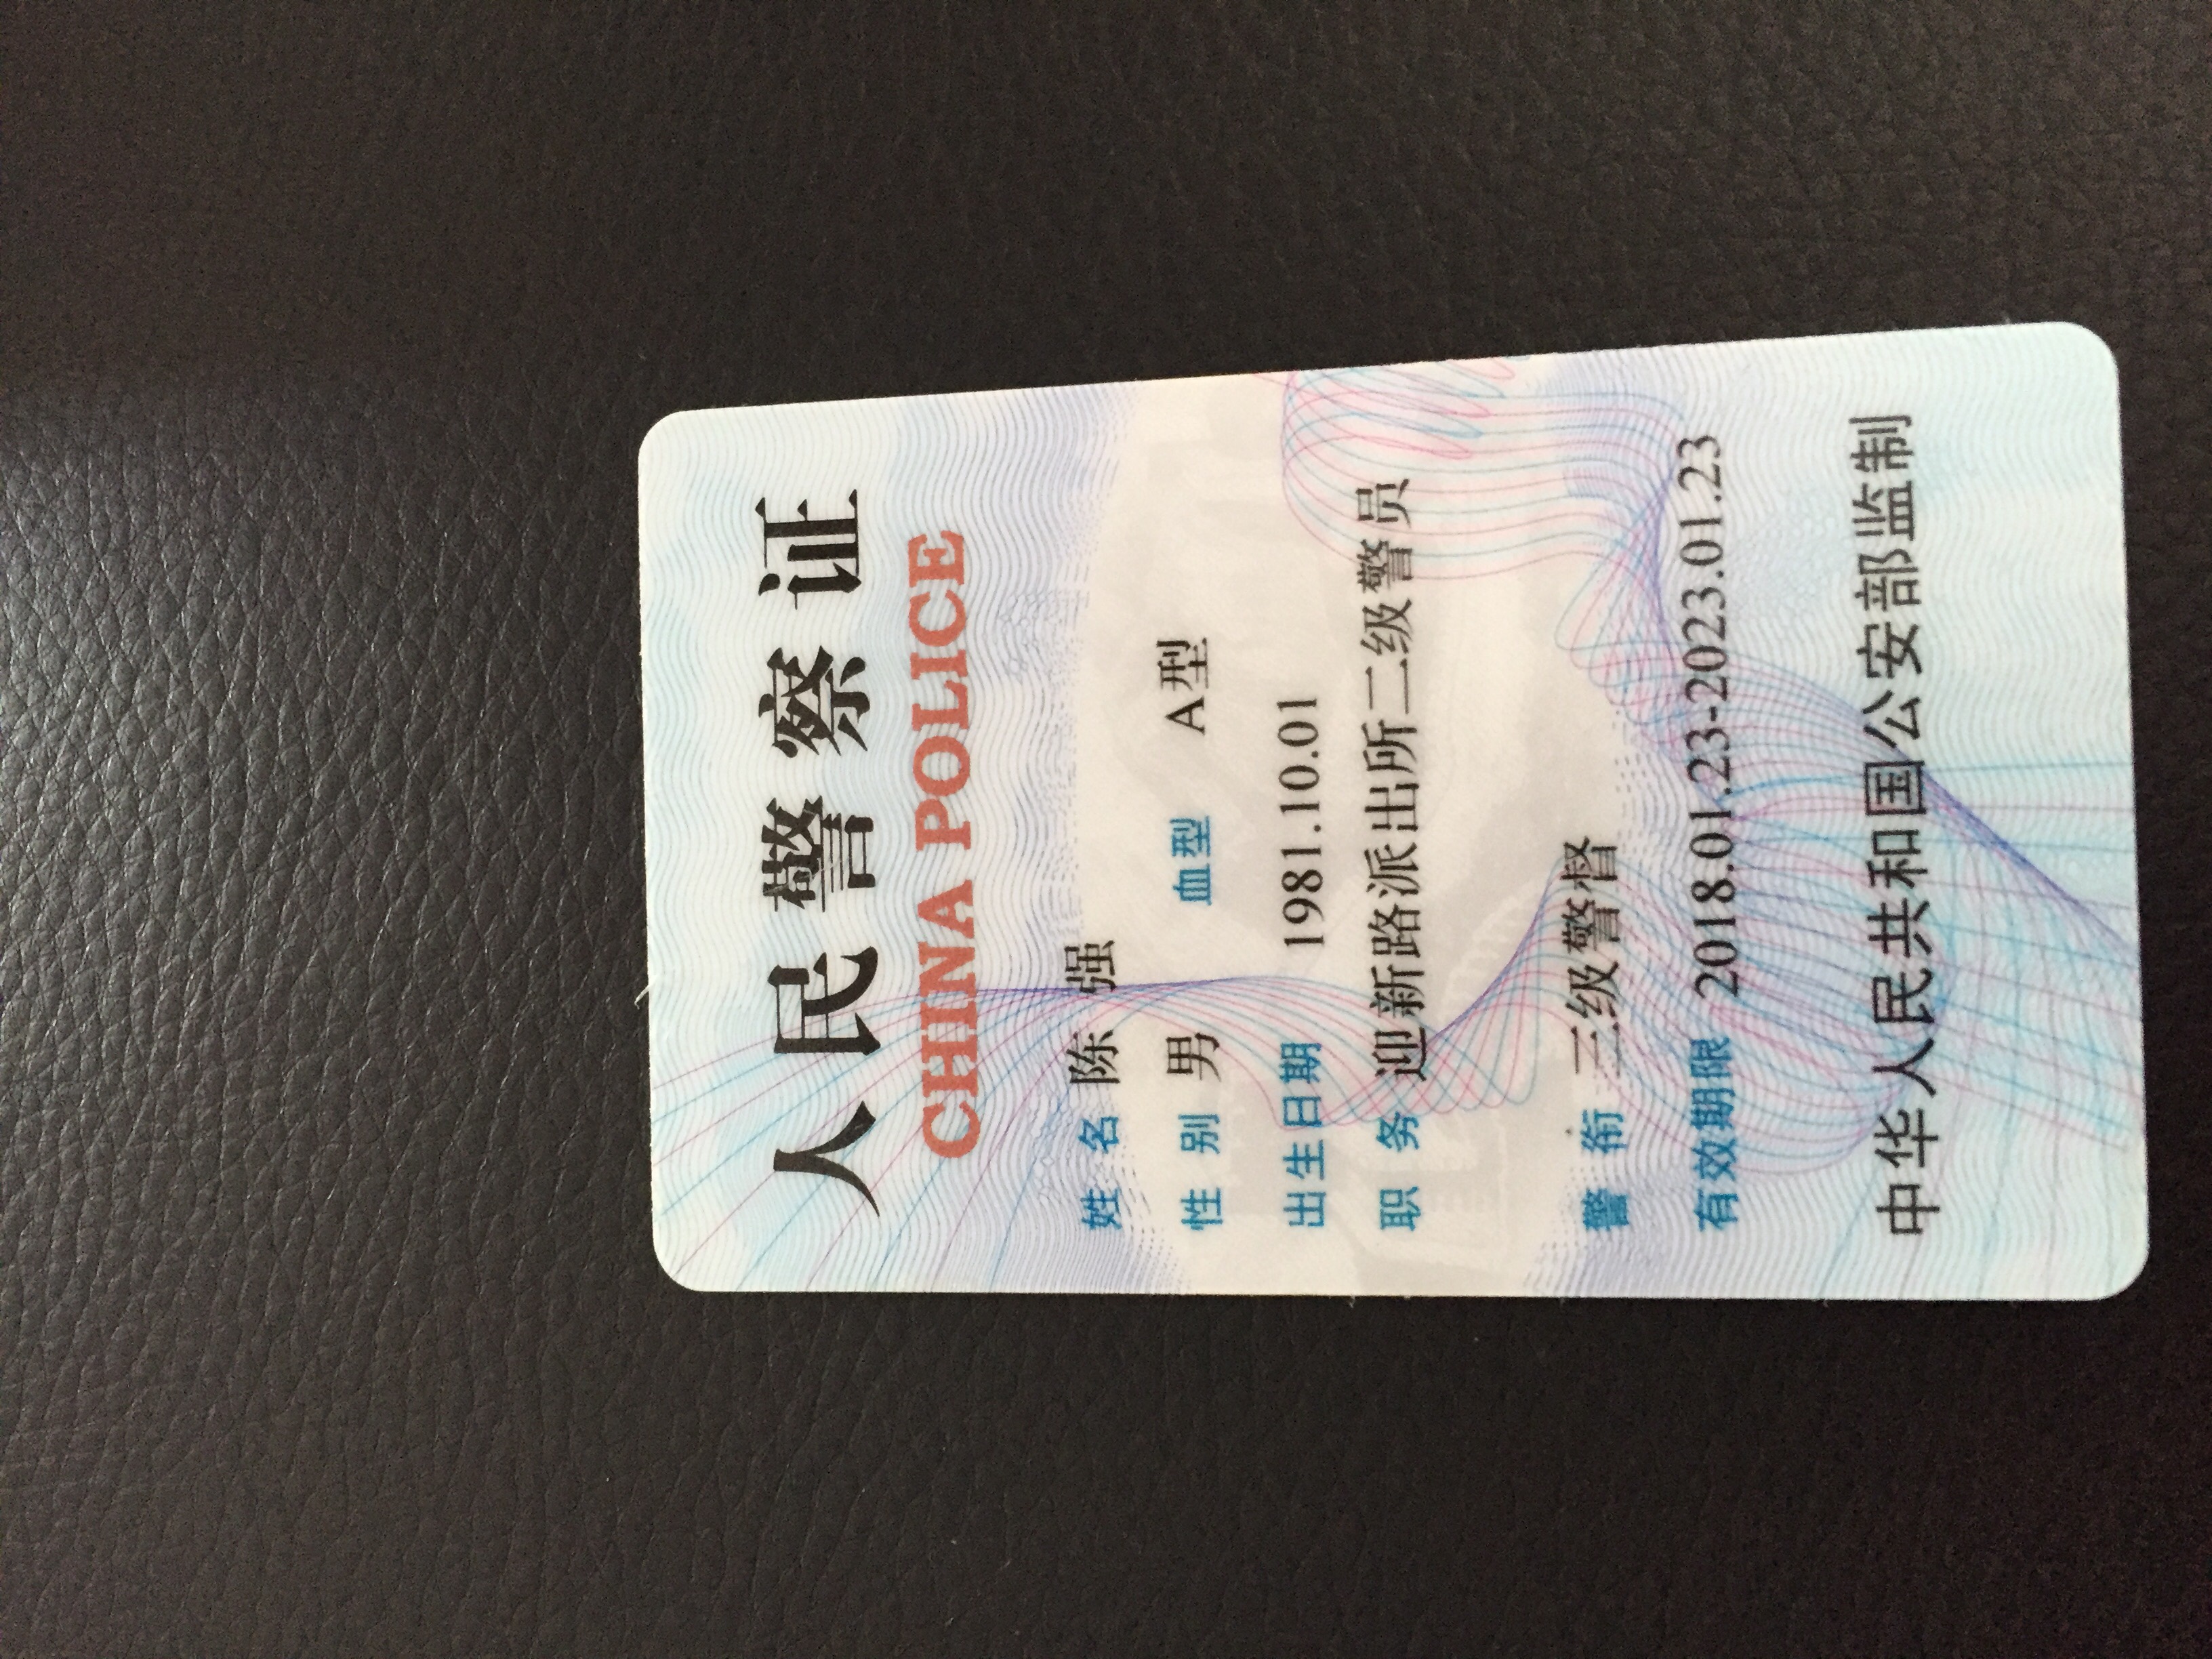 人民警察证
CHINA POLICE
姓 名 陈 强
性 别 男 血型 A型
出生日期 1981.10.01
职 务 迎新路派出所二级警员
警 衔 三级警督
有效期限 2018.01.23-2023.01.23
中华人民共和国公安部监制